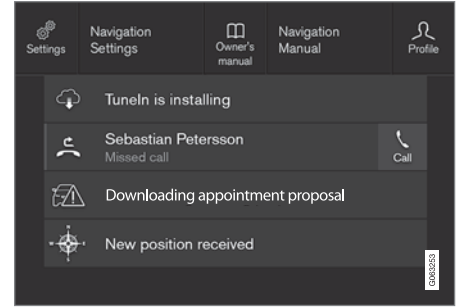 Settings
Navigation
Settings
Owner's
manual
Navigation
Manual
Profile
TuneIn is installing
Sebastian Petersson
Missed call
Call
Downloading appointment proposal
New position received
G063253